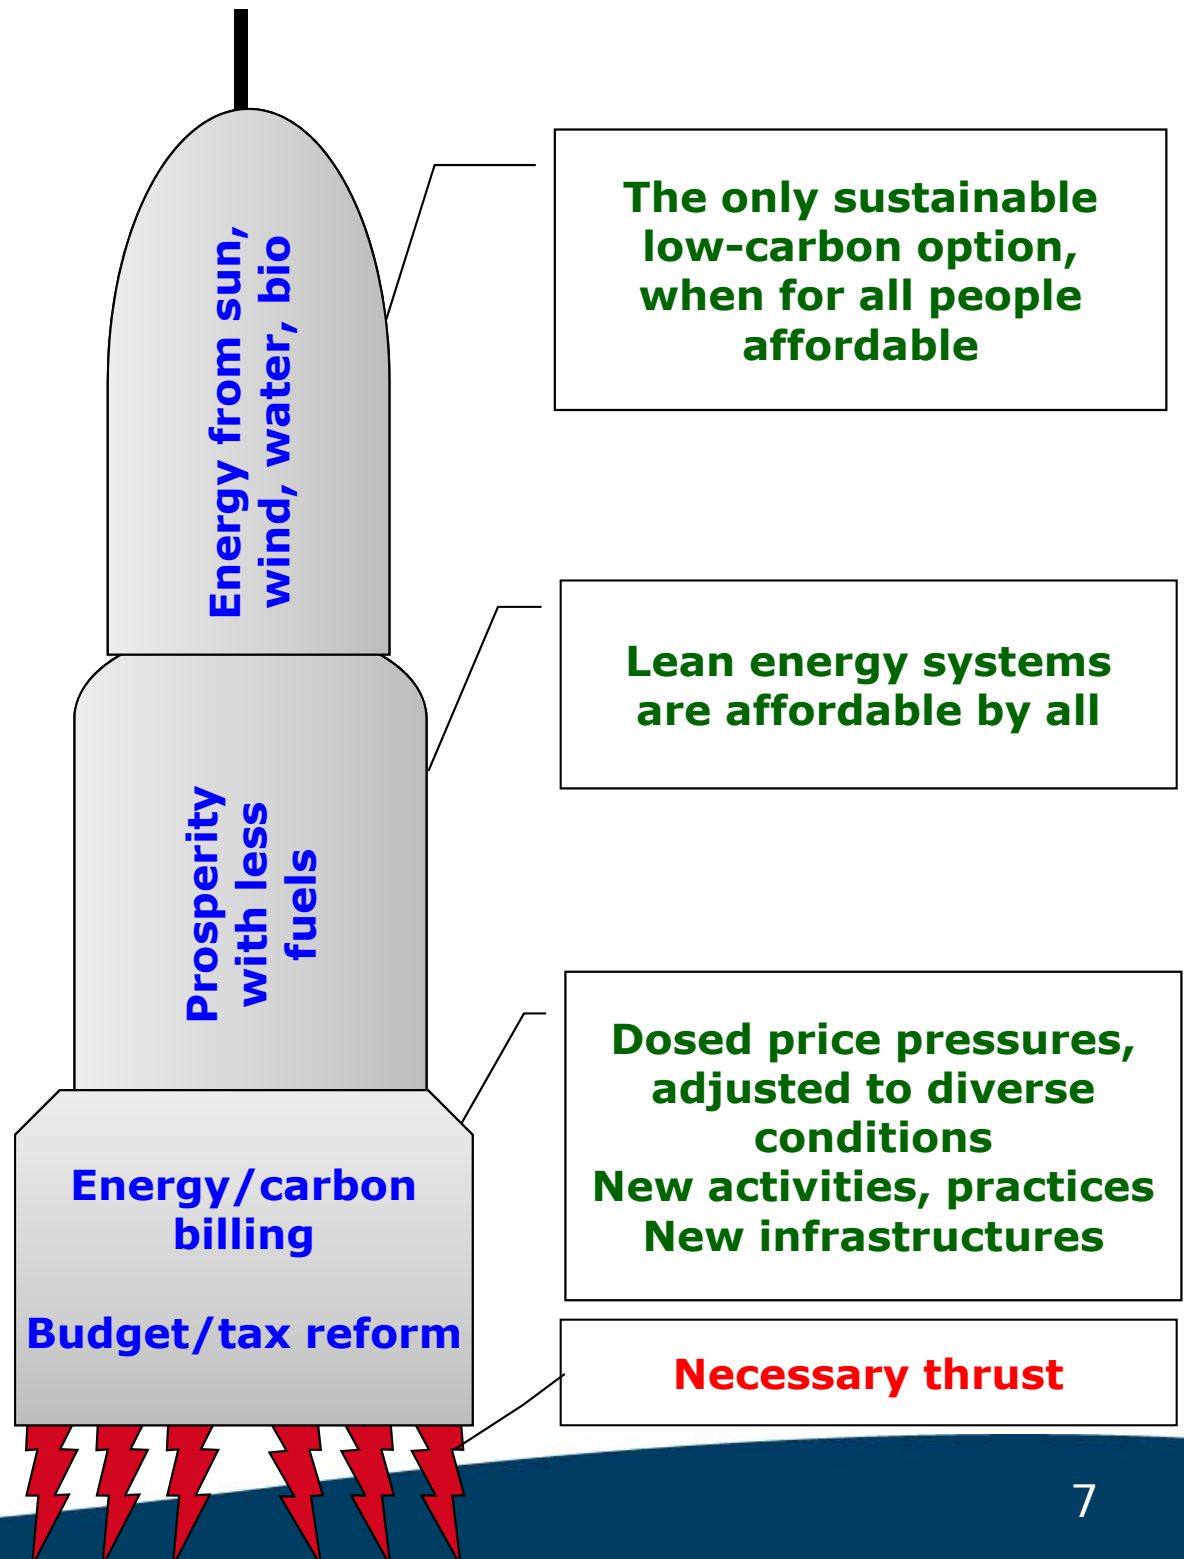 Energy from sun,
wind, water, bio
The only sustainable
low-carbon option,
when for all people
affordable
Prosperity
with less
fuels
Lean energy systems
are affordable by all
Energy/carbon
billing
Budget/tax reform
Dosed price pressures,
adjusted to diverse
conditions
New activities, practices
New infrastructures
Necessary thrust
7